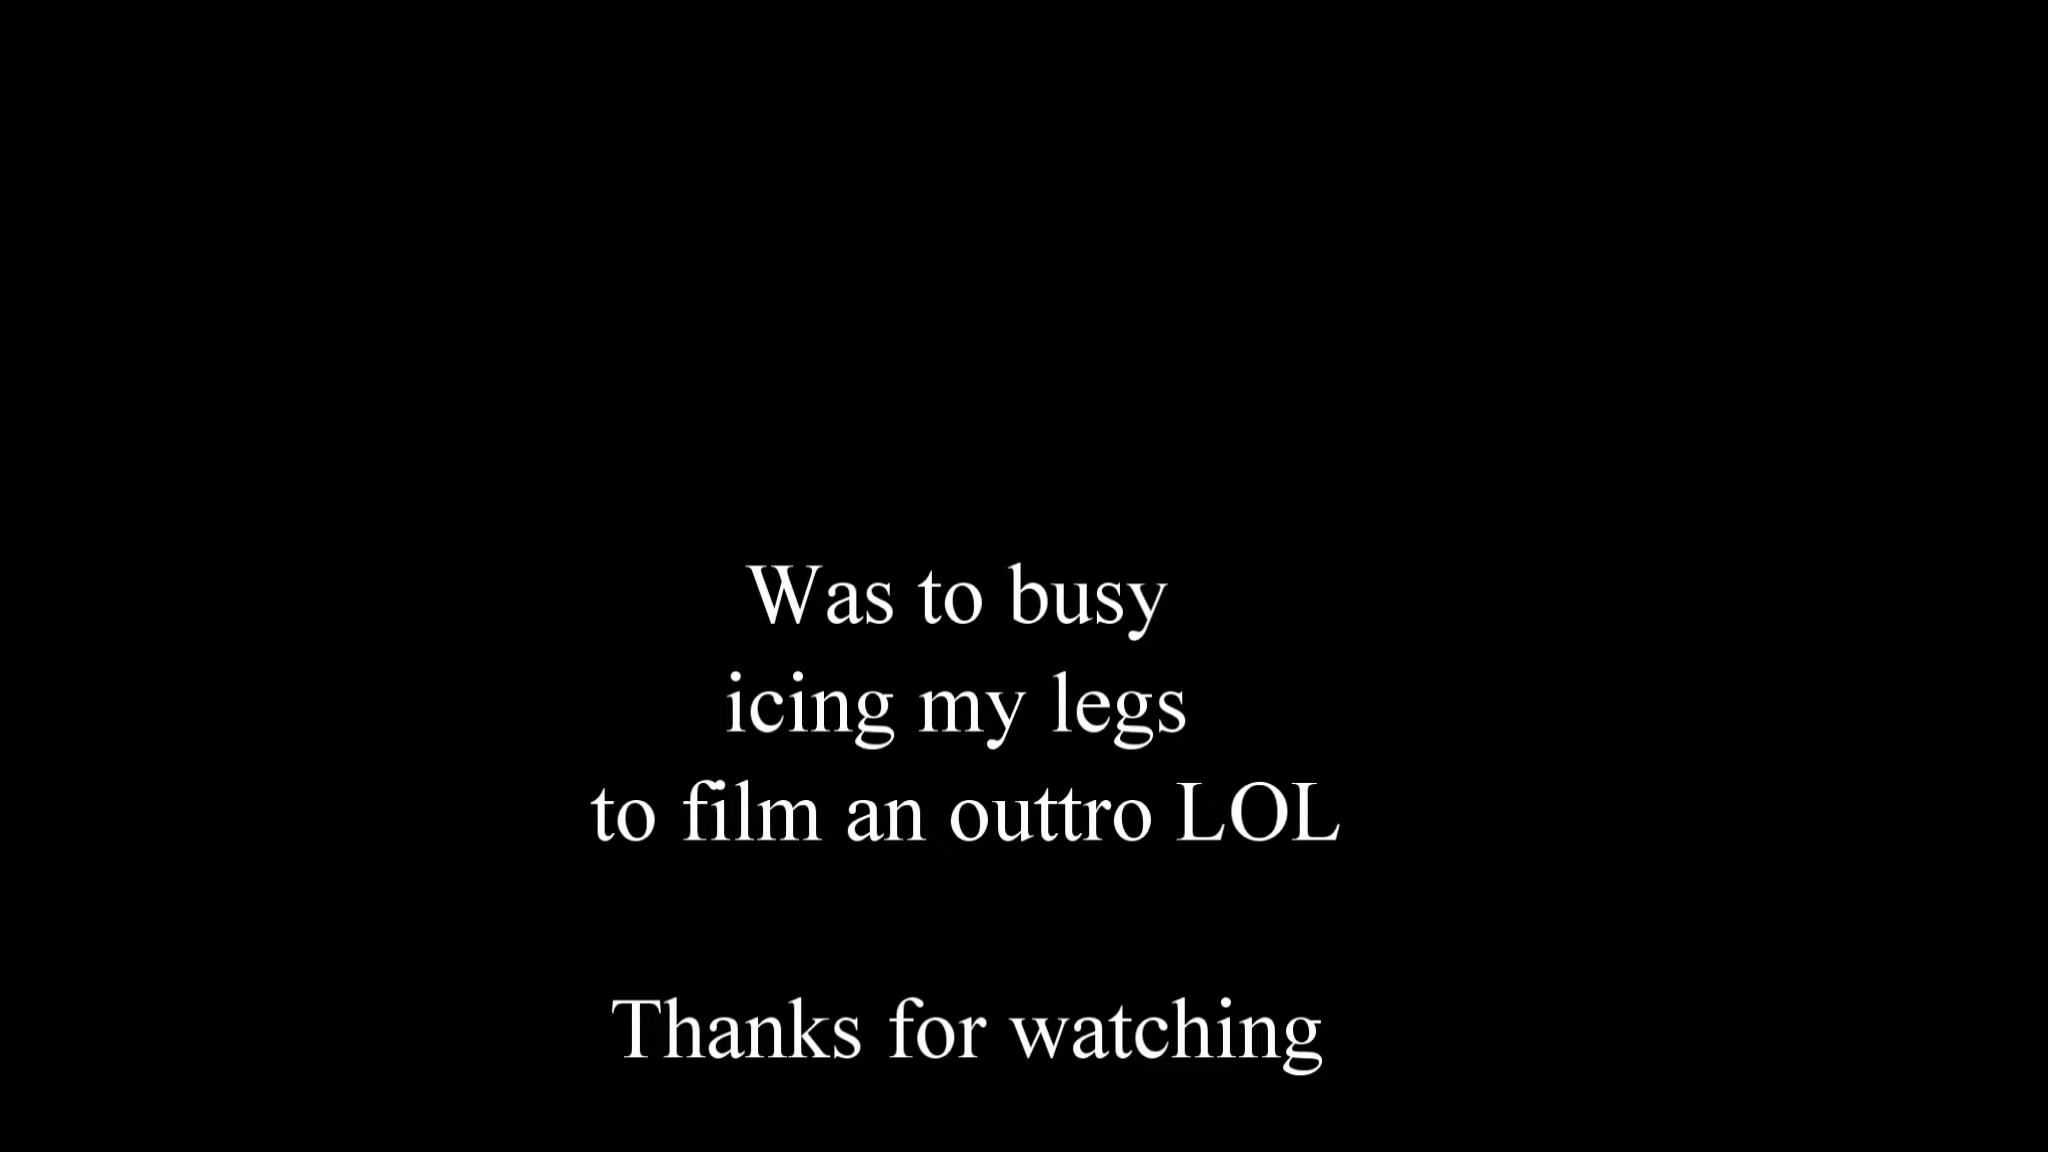 Was to busy
icing my legs
to film an outtro LOL
Thanks for watching